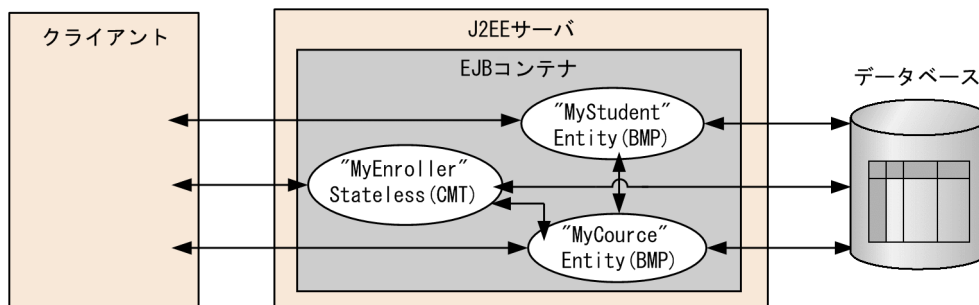 クライアント
J2EEサーバ
EJBコンテナ
データベース
"MyStudent"
Entity(BMP)
"MyEnroller"
Stateless(CMT)
"MyCource"
Entity(BMP)